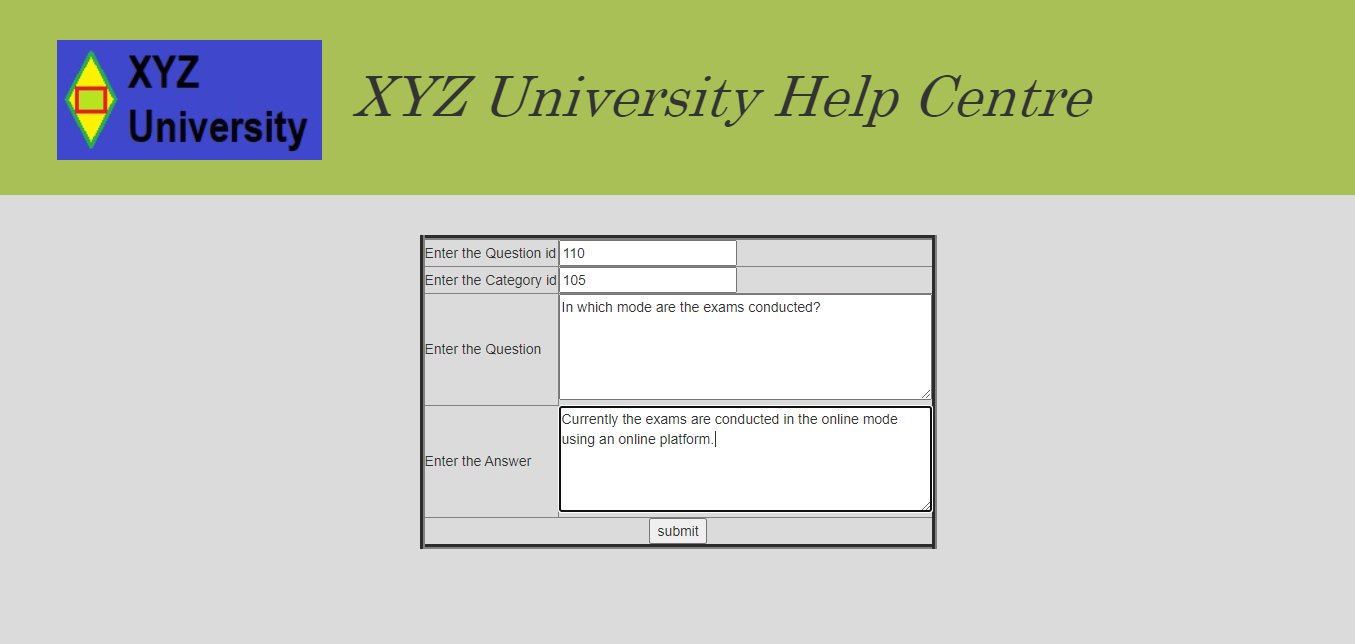 XYZ
University
XYZ University Help Centre
Enter the Question id 110
Enter the Category id 105
Enter the Question
In which mode are the exams conducted?
Enter the Answer
Currently the exams are conducted in the online mode
using an online platform.
submit